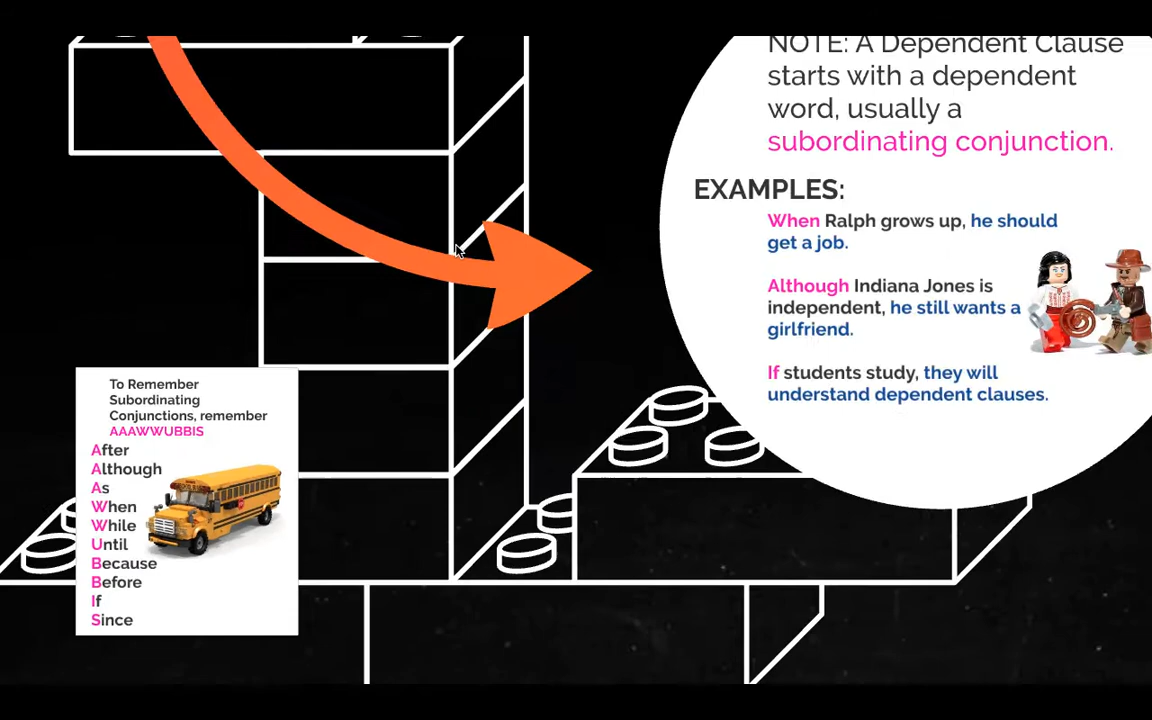 NOTE: A Dependent Clause
starts with a dependent
word, usually a
subordinating conjunction.
EXAMPLES:
When Ralph grows up, he should
get a job.
Although Indiana Jones is
independent, he still wants a
girlfriend.
If students study, they will
understand dependent clauses.
To Remember
Subordinating
Conjunctions, remember
AAAWWUBBIS
After
Although
As
When
While
Until
Because
Before
If
Since